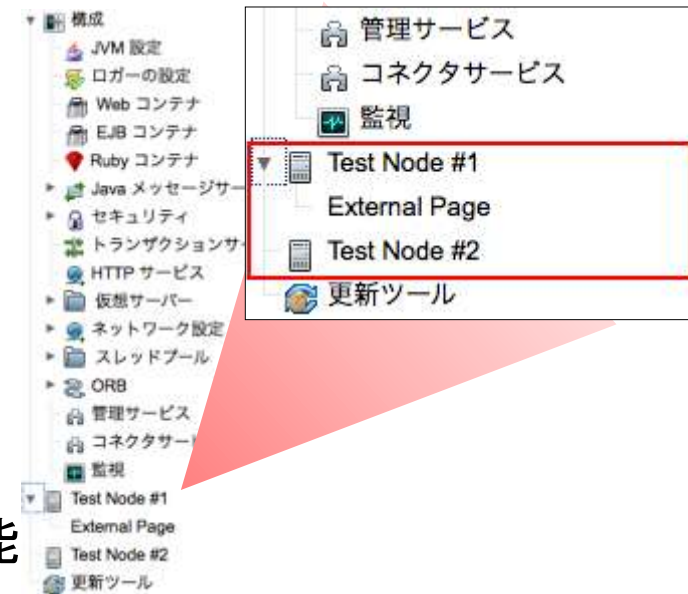 構成
JVM 設定
ロガーの設定
Web コンテナ
EJB コンテナ
Ruby コンテナ
Java メッセージサー
セキュリティ
トランザクションサ
HTTP サービス
仮想サーバー
ネットワーク設定
スレッドプール
ORB
管理サービス
コネクタサー
監視
Test Node #1
External Page
Test Node #2
更新ツール
管理サービス
コネクタサービス
監視
Test Node #1
External Page
Test Node #2
更新ツール
能